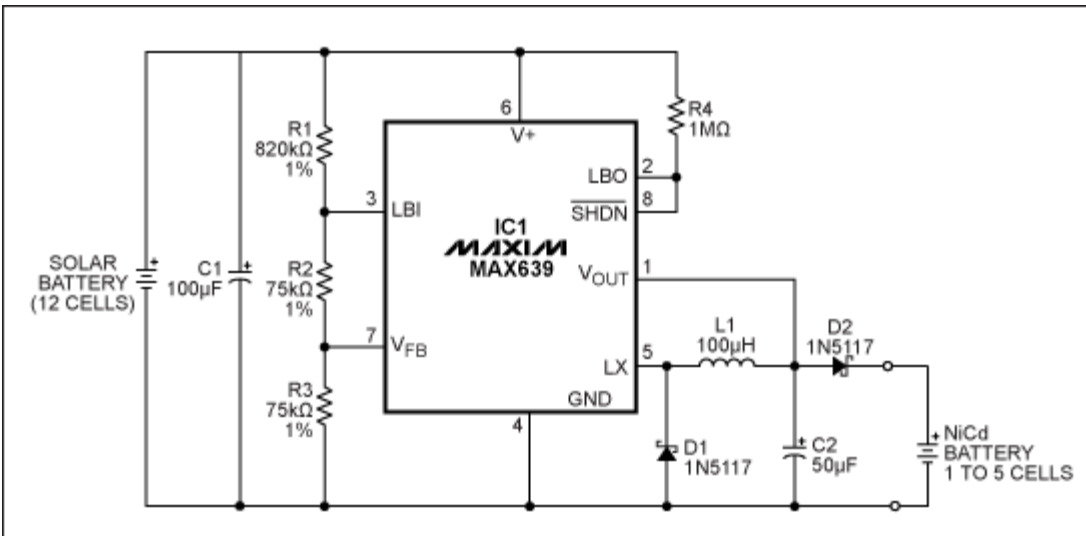 SOLAR
BATTERY
(12 CELLS)
+
C1
100µF
+
R1
820kΩ
1%
R2
75kΩ
1%
R3
75kΩ
1%
6
V+
3
LBI
7
VFB
IC1
MAXIM
MAX639
LBO
2
SHDN
8
VOUT
1
LX
5
GND
4
R4
1MΩ
L1
100µH
D2
1N5117
D1
1N5117
+
C2
50µF
+
NiCd
BATTERY
1 TO 5 CELLS